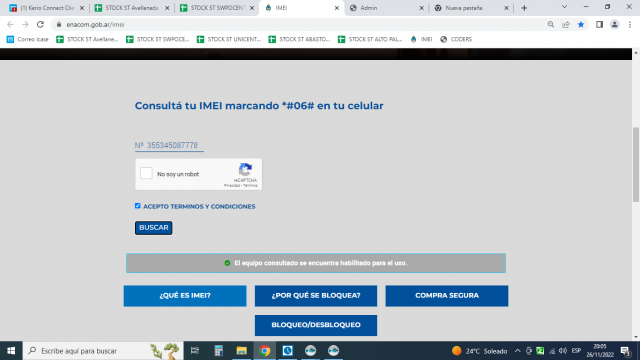 (1) Kerio Connect Clie
STOCK ST Avellaneda
STOCK ST SWPOCENT
IMEI
Admin
Nueva pestaña
enacom.gob.ar/imei
Correo Icase
STOCK ST Avellane...
STOCK ST SWPOCE...
STOCK ST UNICENT...
STOCK ST ABASTO...
STOCK ST ALTO PAL...
IMEI
CODERS
Consultá tu IMEI marcando *#06# en tu celular
Nº 355345087778
No soy un robot
reCAPTCHA
Privacidad - Términos
ACEPTO TERMINOS Y CONDICIONES
BUSCAR
El equipo consultado se encuentra habilitado para el uso.
¿QUÉ ES IMEI?
¿POR QUÉ SE BLOQUEA?
COMPRA SEGURA
BLOQUEO/DESBLOQUEO
Escribe aquí para buscar
24°C Soleado
ESP
20:05
26/11/2022